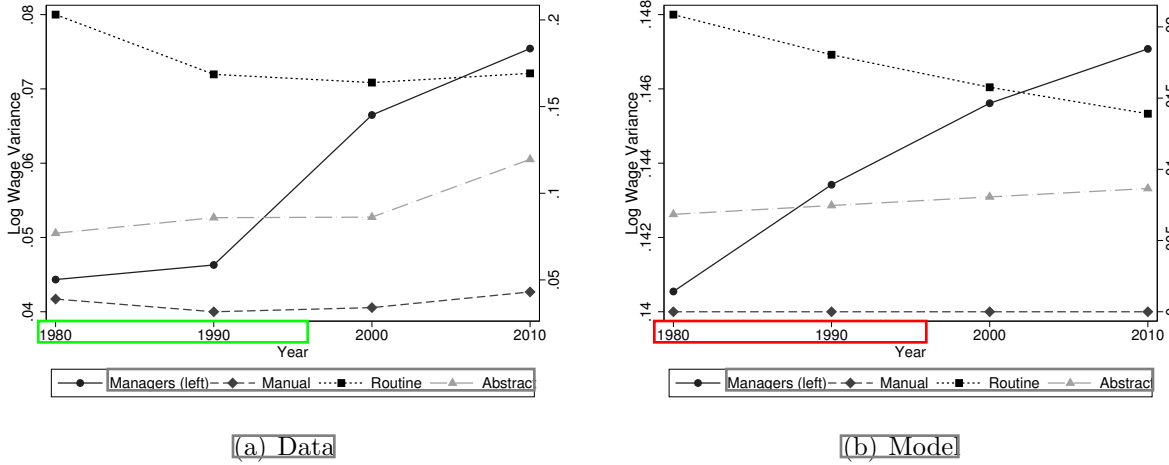 .08 .2 .148
.07 .15 .146
Log Wage Variance
.06 .1 .144
Log Wage Variance
.05 .142
.04 .05 .14 0
1980 1990 2000 2010 1980 1990 2000 2010
Year Year
Managers (left) Manual Routine Abstract Managers (left) Manual Routine Abstract
(a) Data (b) Model